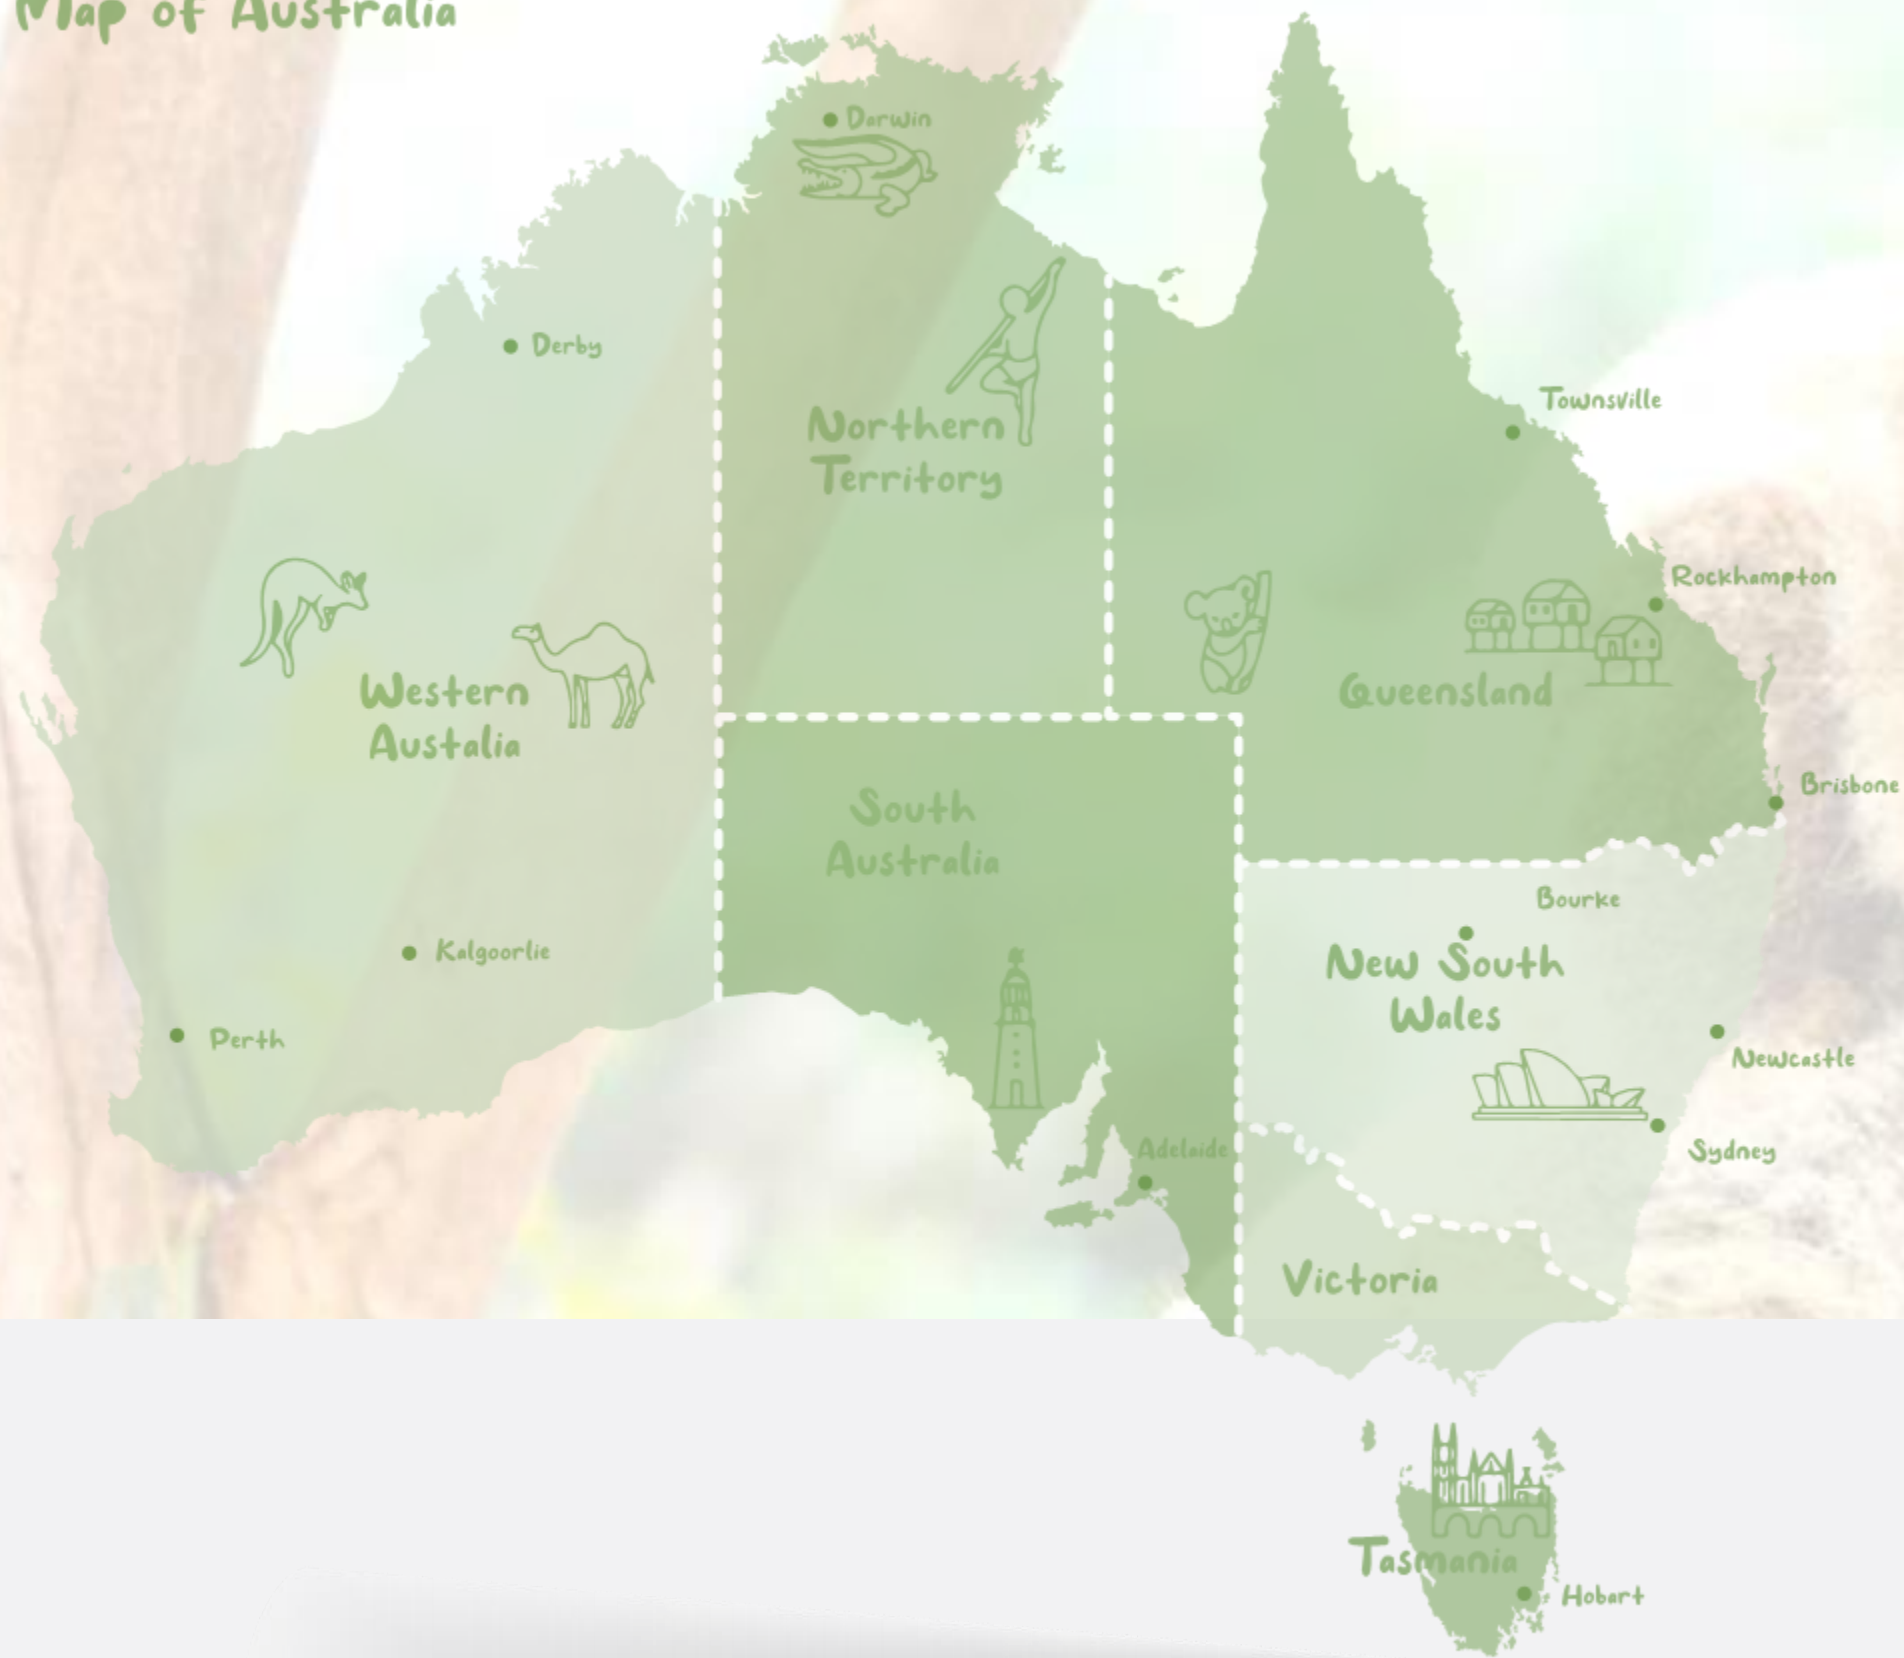 Map of Australia
Darwin
Derby
Northern
Territory
Townsville
Rockhampton
Western
Austalia
Queensland
Brisbone
South
Australia
Bourke
Kalgoorlie
New South
Wales
Perth
Newcastle
Adelaide
Sydney
Victoria
Tasmania
Hobart